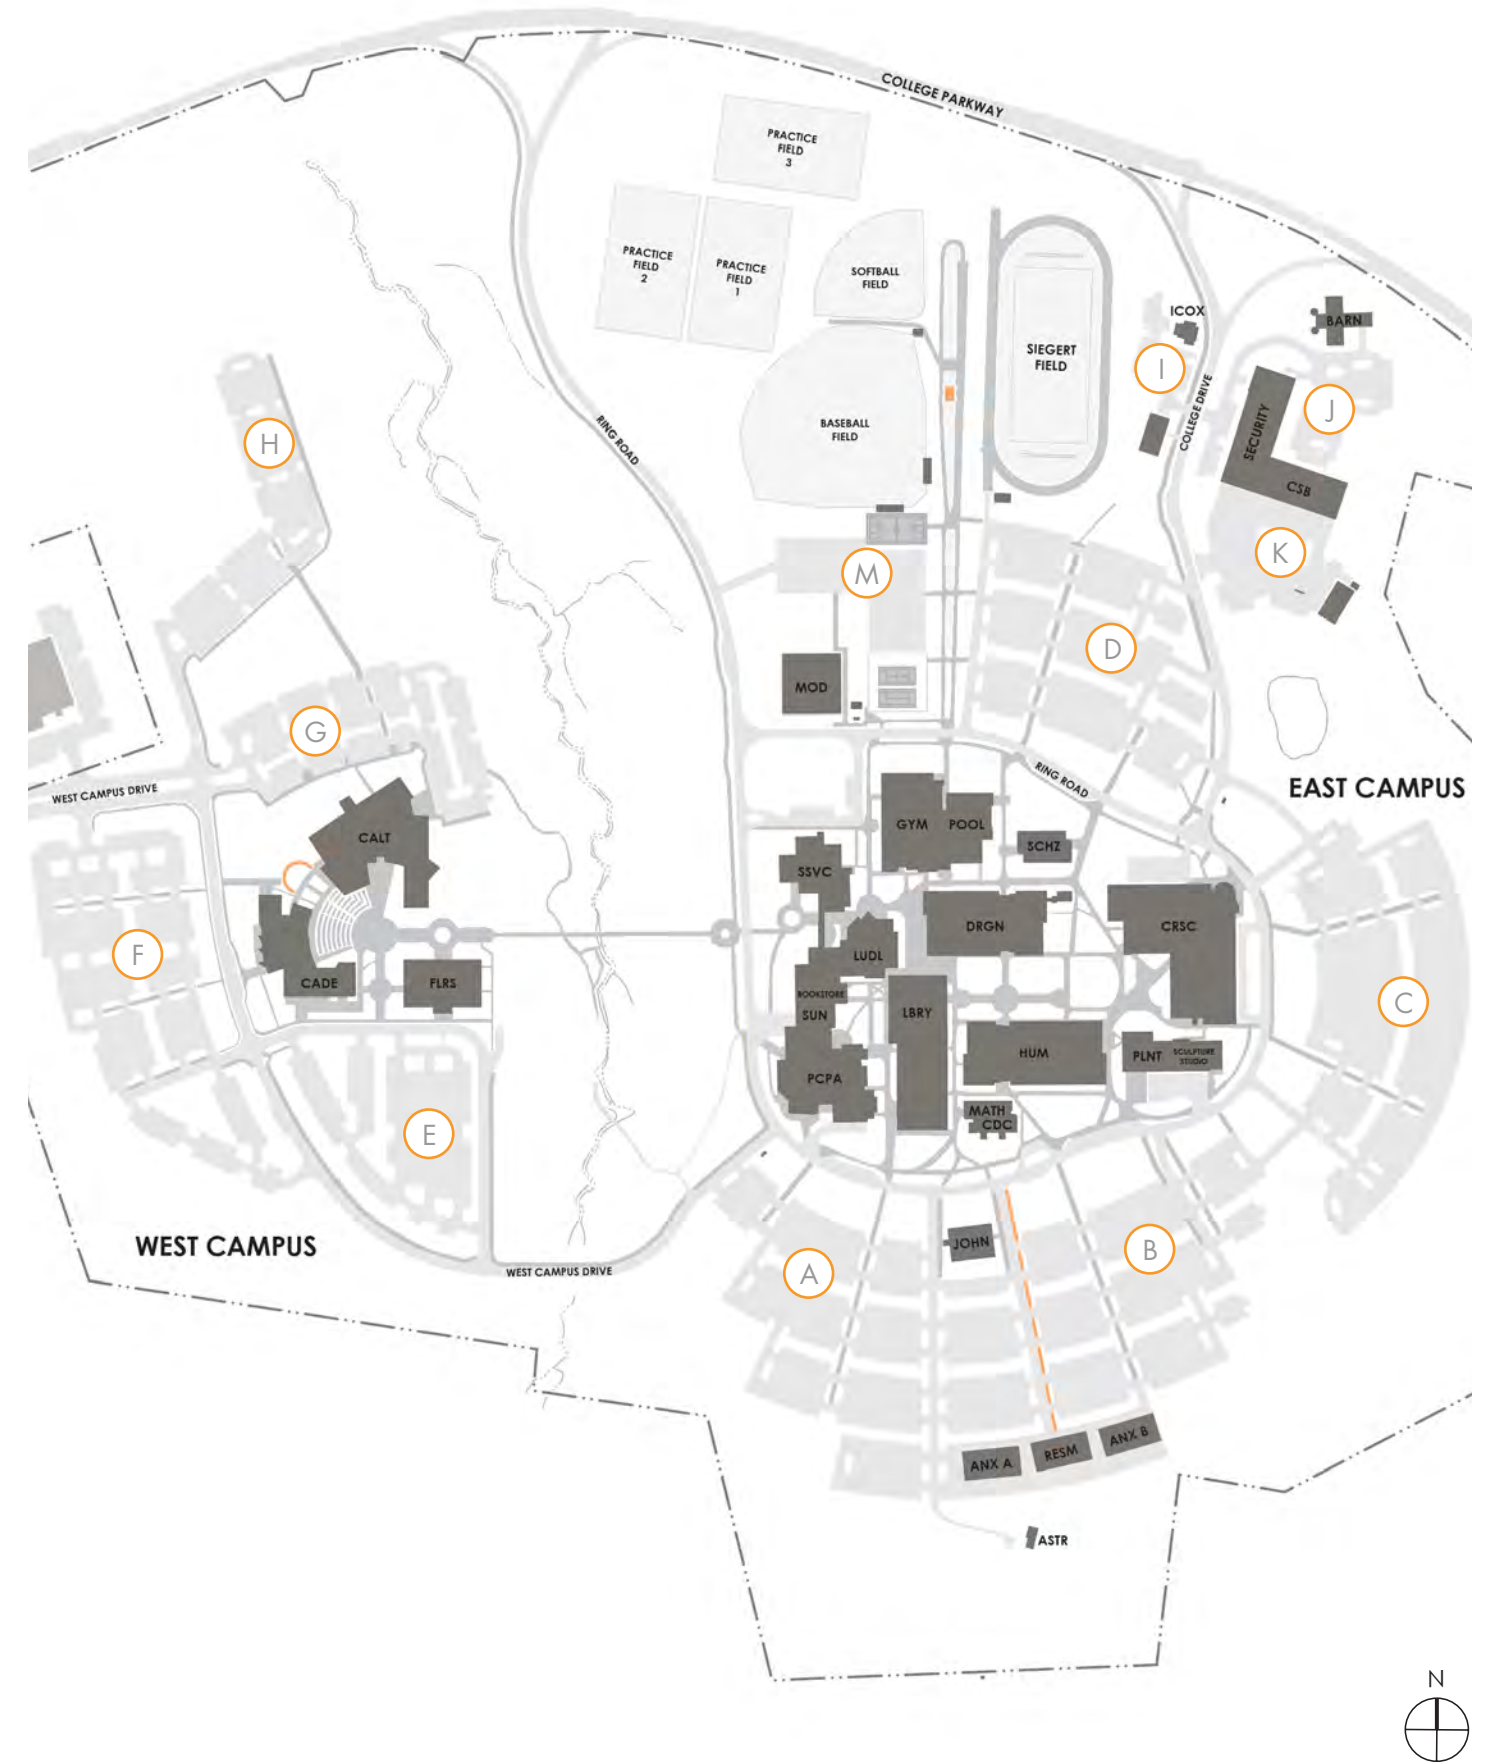 COLLEGE PARKWAY
PRACTICE
FIELD
3
PRACTICE
FIELD
2
PRACTICE
FIELD
1
SOFTBALL
FIELD
SIEGERT
FIELD
ICOX
BARN
I
J
COLLEGE DRIVE
SECURITY
CSB
BASEBALL
FIELD
RING ROAD
H
K
M
D
MOD
G
WEST CAMPUS DRIVE
RING ROAD
EAST CAMPUS
CALT
GYM
POOL
SCHZ
SSVC
DRGN
CRSC
F
LUDL
CADE
FLRS
BOOKSTORE
SUN
LBRY
C
HUM
PLNT
SCULPTURE
STUDIO
PCPA
MATH
CDC
E
WEST CAMPUS
JOHN
B
A
WEST CAMPUS DRIVE
ANX A
RESM
ANX B
ASTR
N